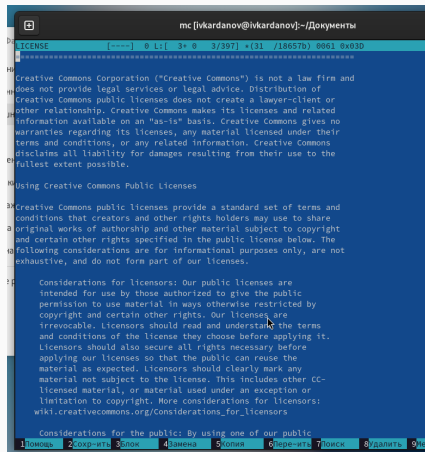 mc [ivkardanov@ivkardanov]:~/Документы
LICENSE [----] 0 L:[ 3+ 0 3/397] *(31 /18657b) 0061 0x03D
=======================================================================
Creative Commons Corporation ("Creative Commons") is not a law firm and
does not provide legal services or legal advice. Distribution of
Creative Commons public licenses does not create a lawyer-client or
other relationship. Creative Commons makes its licenses and related
information available on an "as-is" basis. Creative Commons gives no
warranties regarding its licenses, any material licensed under their
terms and conditions, or any related information. Creative Commons
disclaims all liability for damages resulting from their use to the
fullest extent possible.
Using Creative Commons Public Licenses
Creative Commons public licenses provide a standard set of terms and
conditions that creators and other rights holders may use to share
original works of authorship and other material subject to copyright
and certain other rights specified in the public license below. The
following considerations are for informational purposes only, are not
exhaustive, and do not form part of our licenses.
Considerations for licensors: Our public licenses are
intended for use by those authorized to give the public
permission to use material in ways otherwise restricted by
copyright and certain other rights. Our licenses are
irrevocable. Licensors should read and understand the terms
and conditions of the license they choose before applying it.
Licensors should also secure all rights necessary before
applying our licenses so that the public can reuse the
material as expected. Licensors should clearly mark any
material not subject to the license. This includes other CC-
licensed material, or material used under an exception or
limitation to copyright. More considerations for licensors:
wiki.creativecommons.org/Considerations_for_licensors
Considerations for the public: By using one of our public
1Помощь 2Сохр~ить 3Блок 4Замена 5Копия 6Пере~ить 7Поиск 8Удалить 9Ме